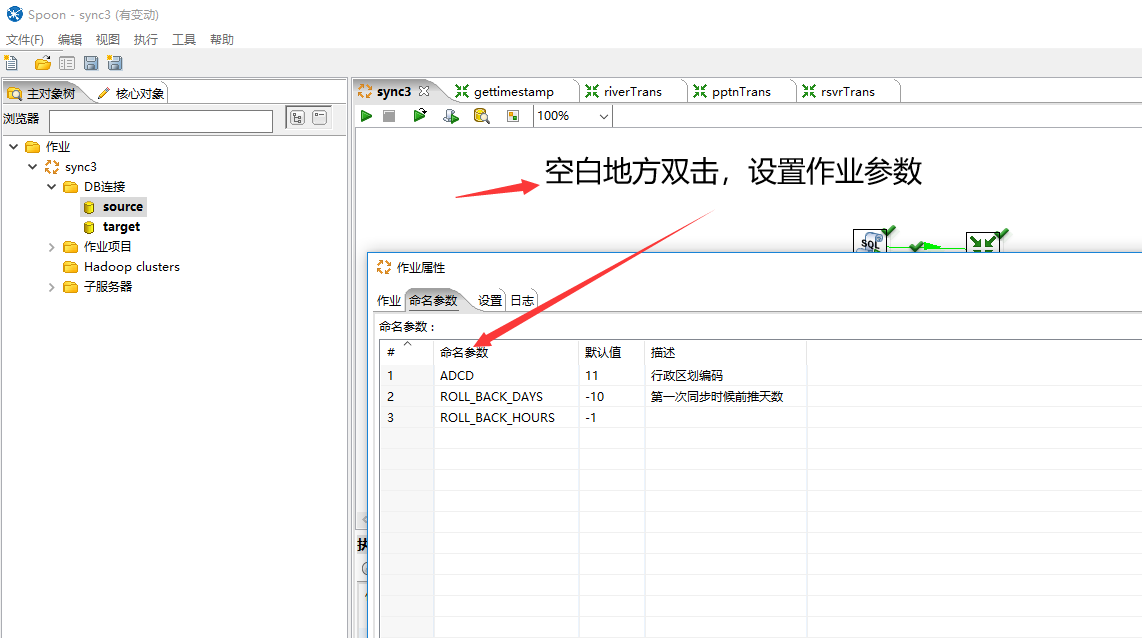 Spoon - sync3 (有变动)
文件(F) 编辑 视图 执行 工具 帮助
主对象树 核心对象
浏览器
作业
sync3
DB连接
source
target
作业项目
Hadoop clusters
子服务器
sync3 gettimestamp riverTrans pptnTrans rsvrTrans
100%
空白地方双击，设置作业参数
SQL
作业属性
作业 命名参数 设置 日志
命名参数：
# 命名参数 默认值 描述
1 ADCD 11 行政区划编码
2 ROLL_BACK_DAYS -10 第一次同步时候前推天数
3 ROLL_BACK_HOURS -1